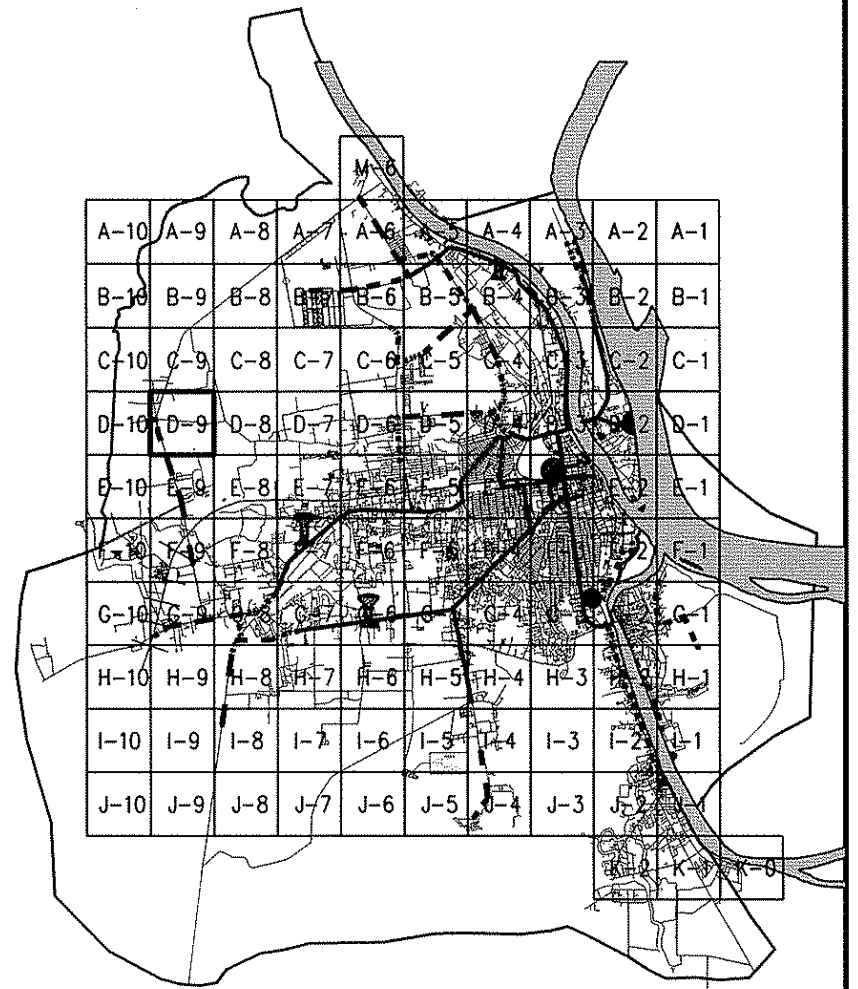 M-6
A-10 A-9 A-8 A-7 A-6 A-5 A-4 A-3 A-2 A-1
B-10 B-9 B-8 B-7 B-6 B-5 B-4 B-3 B-2 B-1
C-10 C-9 C-8 C-7 C-6 C-5 C-4 C-3 C-2 C-1
D-10 D-9 D-8 D-7 D-6 D-5 D-4 D-2 D-1
E-10 E-9 E-8 E-7 E-6 E-5 E-2 E-1
F-10 F-9 F-8 F-7 F-6 F-2 F-1
G-10 G-9 G-4 G-1
H-10 H-9 H-8 H-7 H-6 H-5 H-4 H-3 H-2 H-1
I-10 I-9 I-8 I-7 I-6 I-5 I-4 I-3 I-2 I-1
J-10 J-9 J-8 J-7 J-6 J-5 J-4 J-3 J-2 J-1
K-2 K-1 K-0